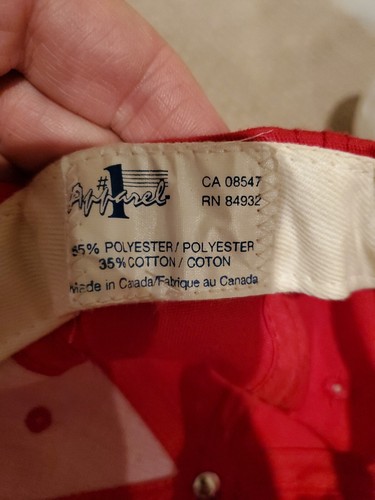 #1 Apparel
CA 08547
RN 84932
65% POLYESTER / POLYESTER
35% COTTON / COTON
Made in Canada/Fabrique au Canada